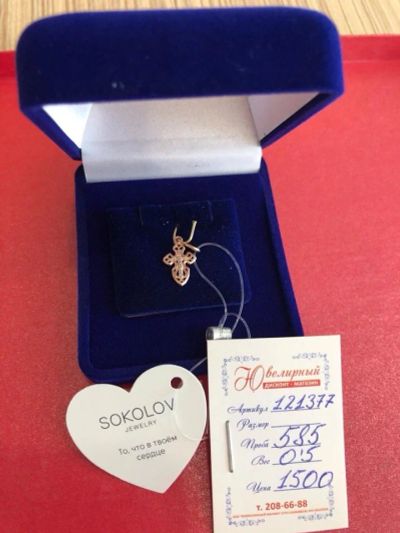 SOKOLOV
JEWELRY
То, что в твоём
сердце
Ювелирный
ДИСКОНТ - МАГАЗИН
Артикул 121377
Размер
Проба 585
Вес 0'5
Цена 1500
т. 208-66-88